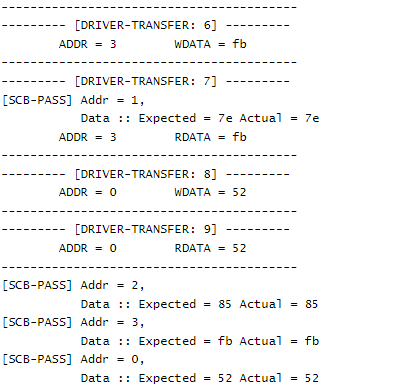 ----------------------------------------
--------- [DRIVER-TRANSFER: 6] ---------
ADDR = 3 WDATA = fb
----------------------------------------
--------- [DRIVER-TRANSFER: 7] ---------
[SCB-PASS] Addr = 1,
Data :: Expected = 7e Actual = 7e
ADDR = 3 RDATA = fb
----------------------------------------
--------- [DRIVER-TRANSFER: 8] ---------
ADDR = 0 WDATA = 52
----------------------------------------
--------- [DRIVER-TRANSFER: 9] ---------
ADDR = 0 RDATA = 52
----------------------------------------
[SCB-PASS] Addr = 2,
Data :: Expected = 85 Actual = 85
[SCB-PASS] Addr = 3,
Data :: Expected = fb Actual = fb
[SCB-PASS] Addr = 0,
Data :: Expected = 52 Actual = 52